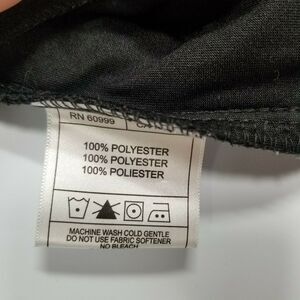 RN 60999
100% POLYESTER
100% POLYESTER
100% POLIESTER
MACHINE WASH COLD GENTLE
DO NOT USE FABRIC SOFTENER
NO BLEACH